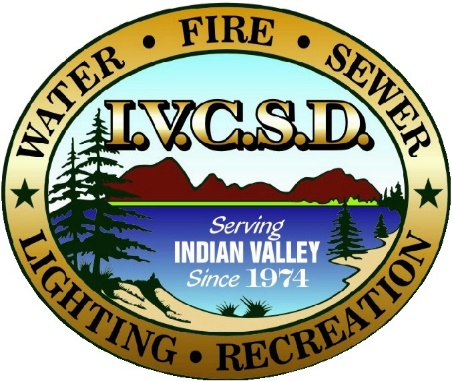 WATER • FIRE • SEWER
I.V.C.S.D.
Serving
INDIAN VALLEY
Since 1974
LIGHTING • RECREATION